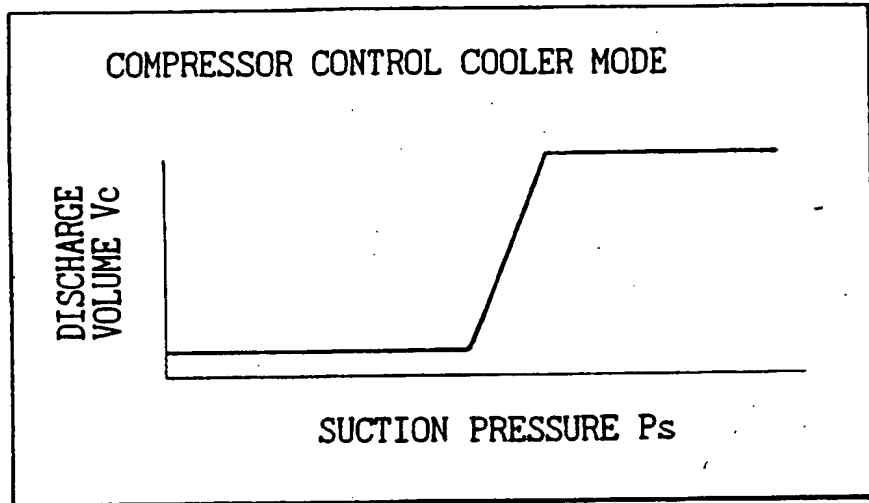 COMPRESSOR CONTROL COOLER MODE
DISCHARGE
VOLUME Vc
SUCTION PRESSURE Ps